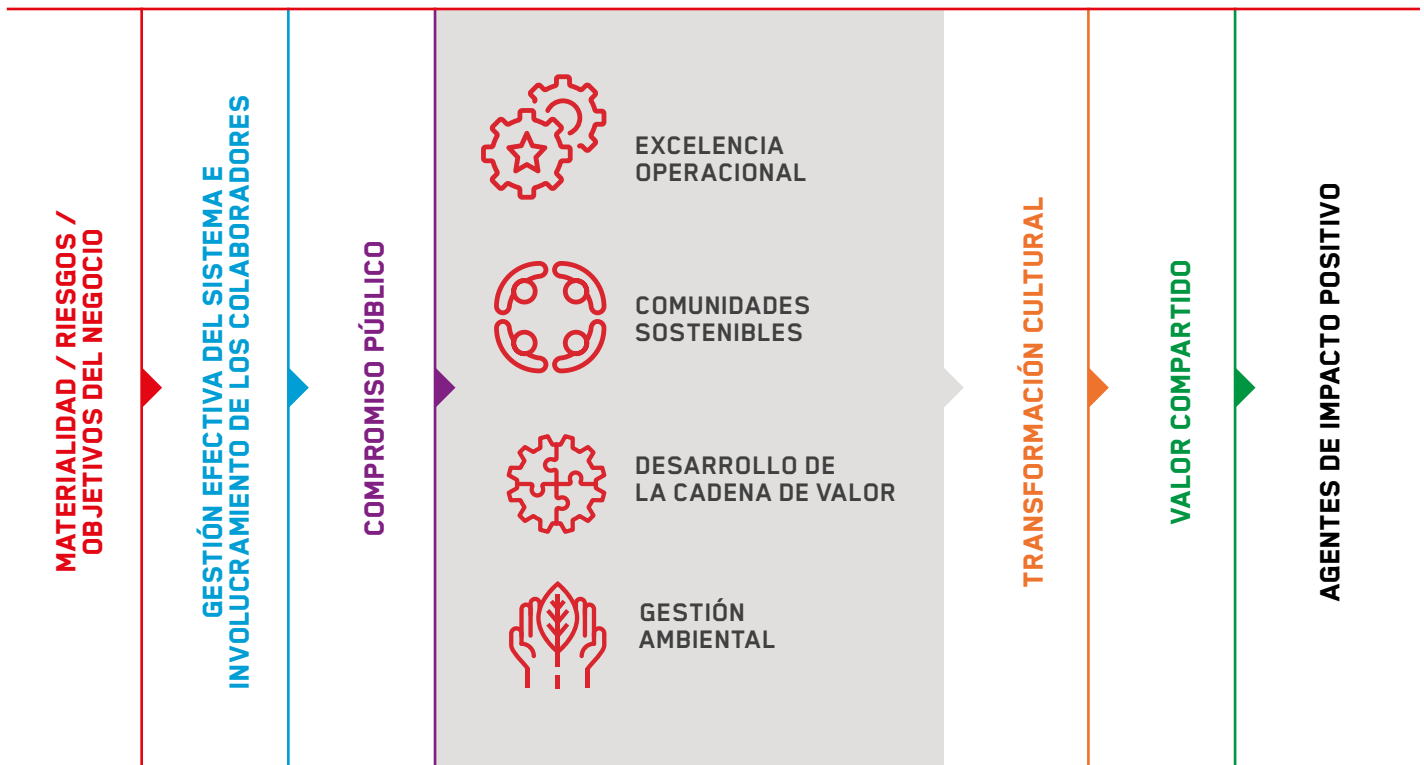 MATERIALIDAD / RIESGOS /
OBJETIVOS DEL NEGOCIO
GESTIÓN EFECTIVA DEL SISTEMA E
INVOLUCRAMIENTO DE LOS COLABORADORES
COMPROMISO PÚBLICO
EXCELENCIA
OPERACIONAL
COMUNIDADES
SOSTENIBLES
DESARROLLO DE
LA CADENA DE VALOR
GESTIÓN
AMBIENTAL
TRANSFORMACIÓN CULTURAL
VALOR COMPARTIDO
AGENTES DE IMPACTO POSITIVO